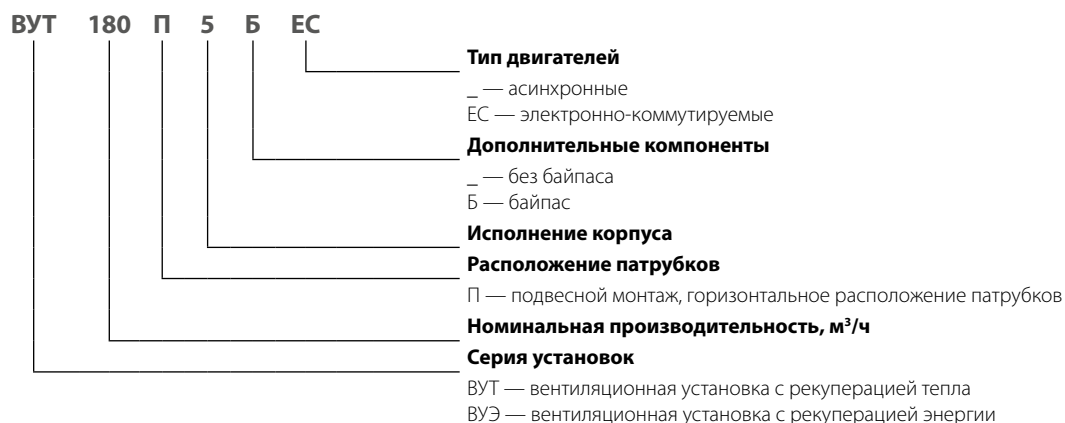 ВУТ 180 П 5 Б ЕС
Тип двигателей
_ — асинхронные
ЕС — электронно-коммутируемые
Дополнительные компоненты
_ — без байпаса
Б — байпас
Исполнение корпуса
Расположение патрубков
П — подвесной монтаж, горизонтальное расположение патрубков
Номинальная производительность, м³/ч
Серия установок
ВУТ — вентиляционная установка с рекуперацией тепла
ВУЭ — вентиляционная установка с рекуперацией энергии